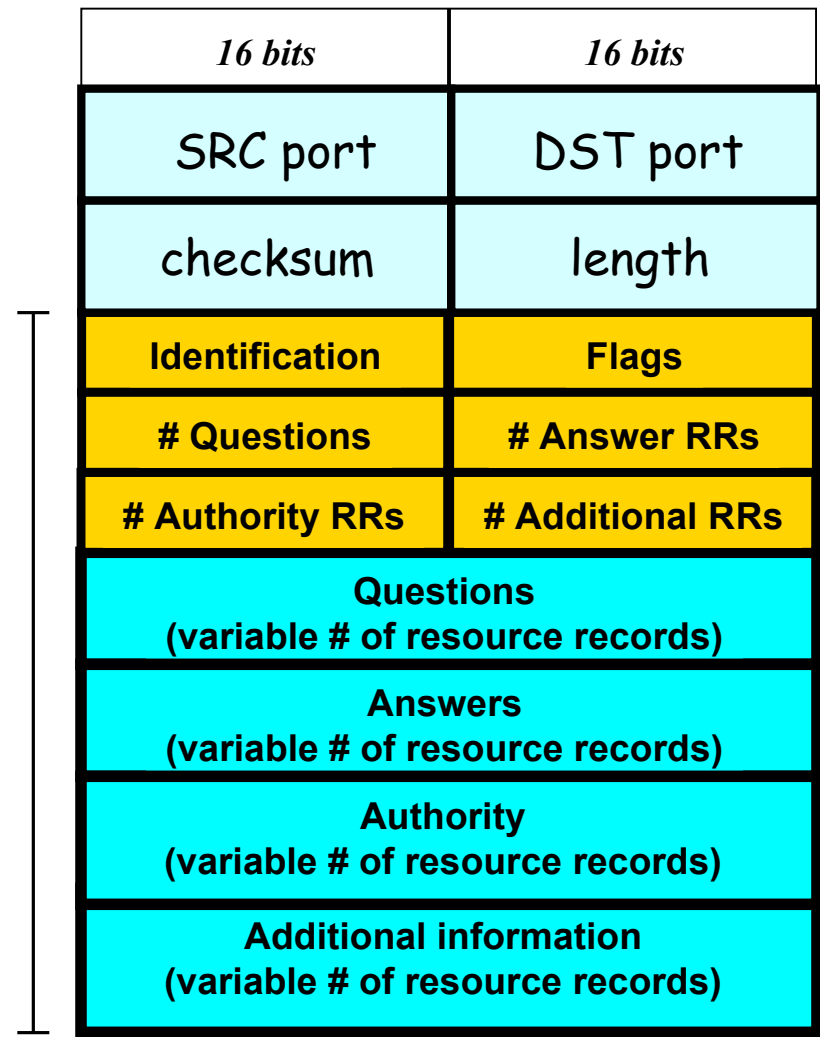 16 bits 16 bits
SRC port DST port
checksum length
Identification Flags
# Questions # Answer RRs
# Authority RRs # Additional RRs
Questions
(variable # of resource records)
Answers
(variable # of resource records)
Authority
(variable # of resource records)
Additional information
(variable # of resource records)